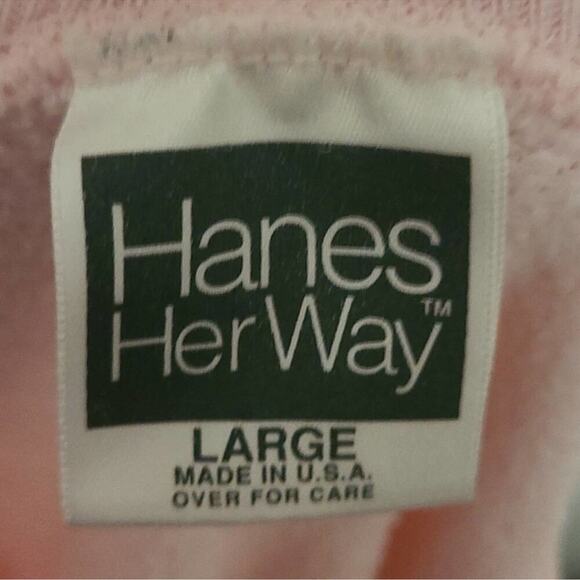 Hanes
Her Way™
LARGE
MADE IN U.S.A.
OVER FOR CARE